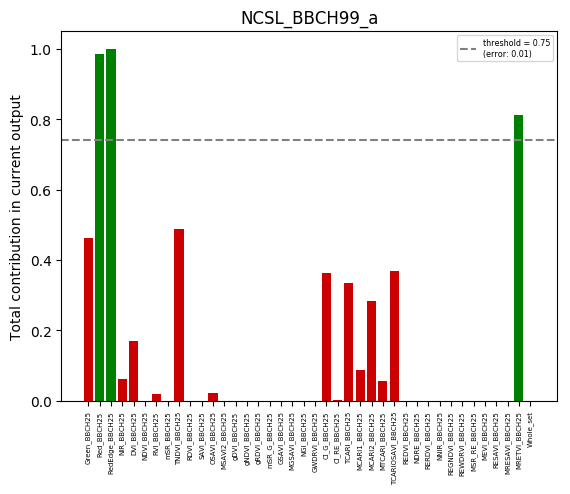 NCSL_BBCH99_a
threshold = 0.75
(error: 0.01)
Total contribution in current output
1.0
0.8
0.6
0.4
0.2
0.0
Green_BBCH25
Red_BBCH25
RedEdge_BBCH25
NIR_BBCH25
DVI_BBCH25
NDVI_BBCH25
RVI_BBCH25
mSR_BBCH25
TNDVI_BBCH25
RDVI_BBCH25
SAVI_BBCH25
OSAVI_BBCH25
MSAVI2_BBCH25
gDVI_BBCH25
gNDVI_BBCH25
gRDVI_BBCH25
mSR_G_BBCH25
GSAVI_BBCH25
MGSAVI_BBCH25
NGI_BBCH25
GWDRVI_BBCH25
CI_G_BBCH25
CI_RE_BBCH25
TCARI_BBCH25
MCARI1_BBCH25
MCARI2_BBCH25
MTCARI_BBCH25
TCARIOSAVI_BBCH25
REDVI_BBCH25
NDRE_BBCH25
RERDVI_BBCH25
NNIR_BBCH25
REGNDVI_BBCH25
REWDRVI_BBCH25
MSR_RE_BBCH25
MEVI_BBCH25
RESAVI_BBCH25
MRESAVI_BBCH25
MRETVI_BBCH25
Whole_set